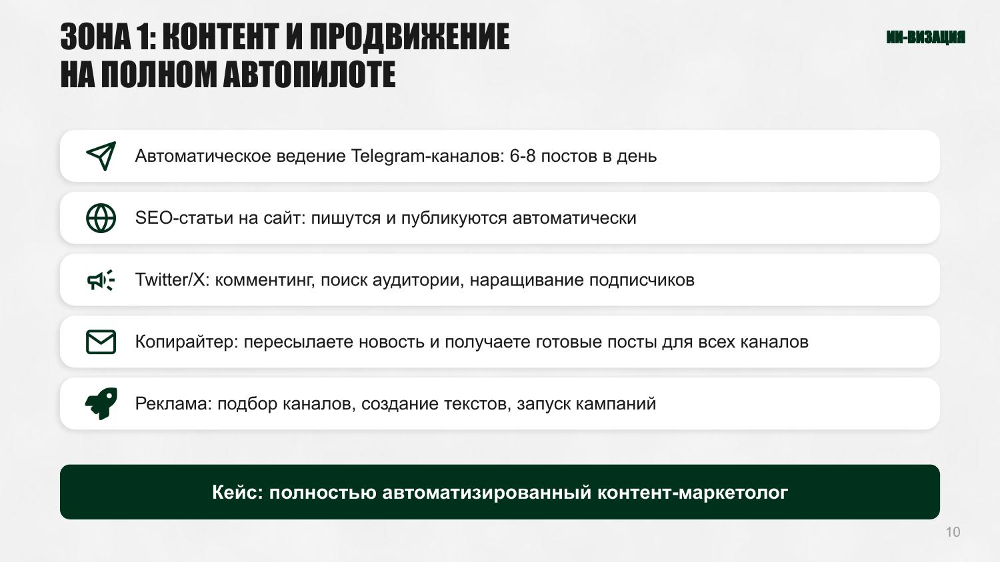 ЗОНА 1: КОНТЕНТ И ПРОДВИЖЕНИЕ
НА ПОЛНОМ АВТОПИЛОТЕ
ИИ-ВИЗАЦИЯ
Автоматическое ведение Telegram-каналов: 6-8 постов в день
SEO-статьи на сайт: пишутся и публикуются автоматически
Twitter/X: комментинг, поиск аудитории, наращивание подписчиков
Копирайтер: пересылаете новость и получаете готовые посты для всех каналов
Реклама: подбор каналов, создание текстов, запуск кампаний
Кейс: полностью автоматизированный контент-маркетолог
10